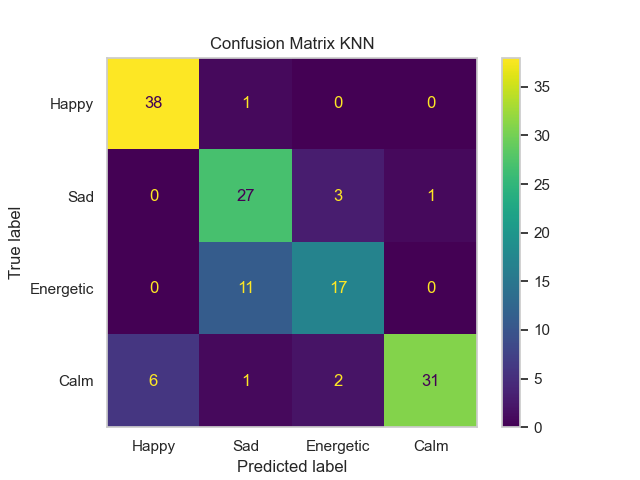 Confusion Matrix KNN
True label
Happy
38 1 0 0
Sad
0 27 3 1
Energetic
0 11 17 0
Calm
6 1 2 31
Happy Sad Energetic Calm
Predicted label
35
30
25
20
15
10
5
0